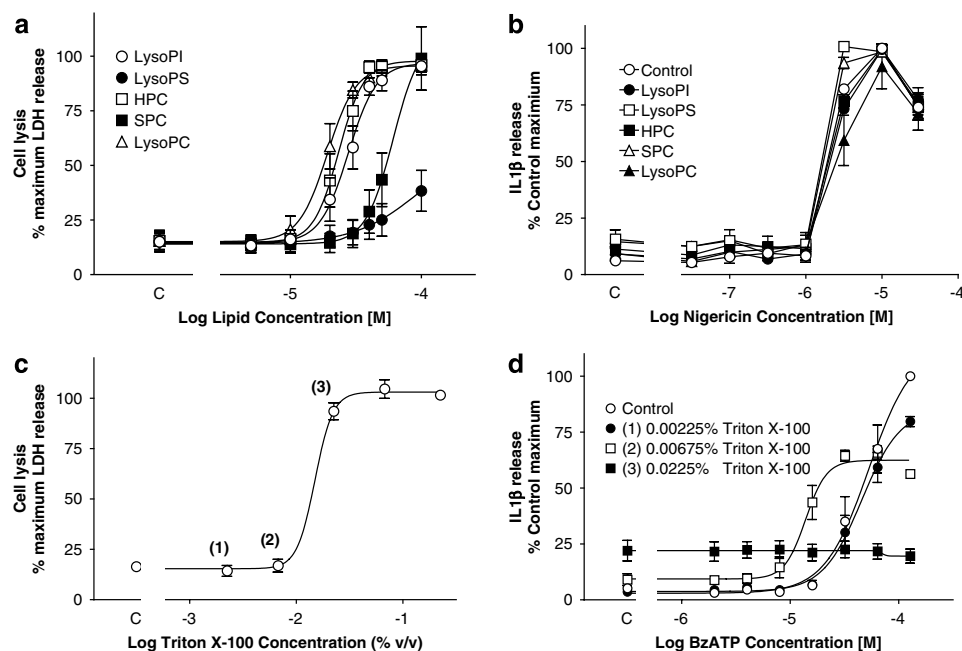 a
LysoPI
LysoPS
HPC
SPC
LysoPC
Cell lysis
% maximum LDH release
100
75
50
25
0
C
-5
-4
Log Lipid Concentration [M]
b
Control
LysoPI
LysoPS
HPC
SPC
LysoPC
IL1β release
% Control maximium
100
75
50
25
0
C
-7
-6
-5
-4
Log Nigericin Concentration [M]
c
(1)
(2)
(3)
Cell lysis
% maximum LDH release
100
75
50
25
0
C
-3
-2
-1
Log Triton X-100 Concentration (% v/v)
d
Control
(1) 0.00225% Triton X-100
(2) 0.00675% Triton X-100
(3) 0.0225% Triton X-100
IL1β release
% Control maximum
100
75
50
25
0
C
-6
-5
-4
Log BzATP Concentration [M]